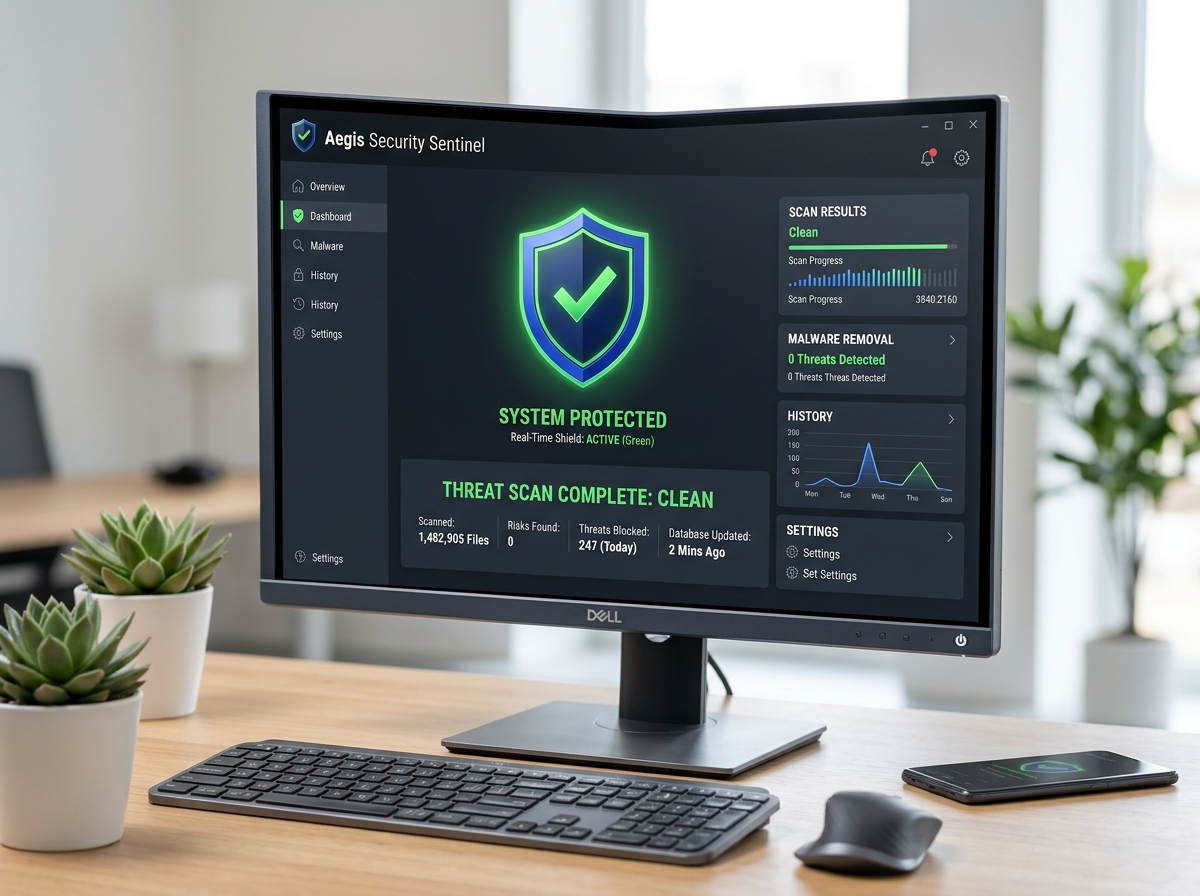 Aegis Security Sentinel
Overview
Dashboard
Malware
History
History
Settings
Settings
SYSTEM PROTECTED
Real-Time Shield: ACTIVE (Green)
THREAT SCAN COMPLETE: CLEAN
Scanned:
1,482,905 Files
Risks Found:
0
Threats Blocked:
247 (Today)
Database Updated:
2 Mins Ago
SCAN RESULTS
Clean
Scan Progress
Scan Progress 3840.2160
MALWARE REMOVAL
0 Threats Detected
0 Threats Threas Detected
HISTORY
200
150
100
50
0
Mon Tue Wed Tho Son
SETTINGS
Settings
Set Settings
DELL